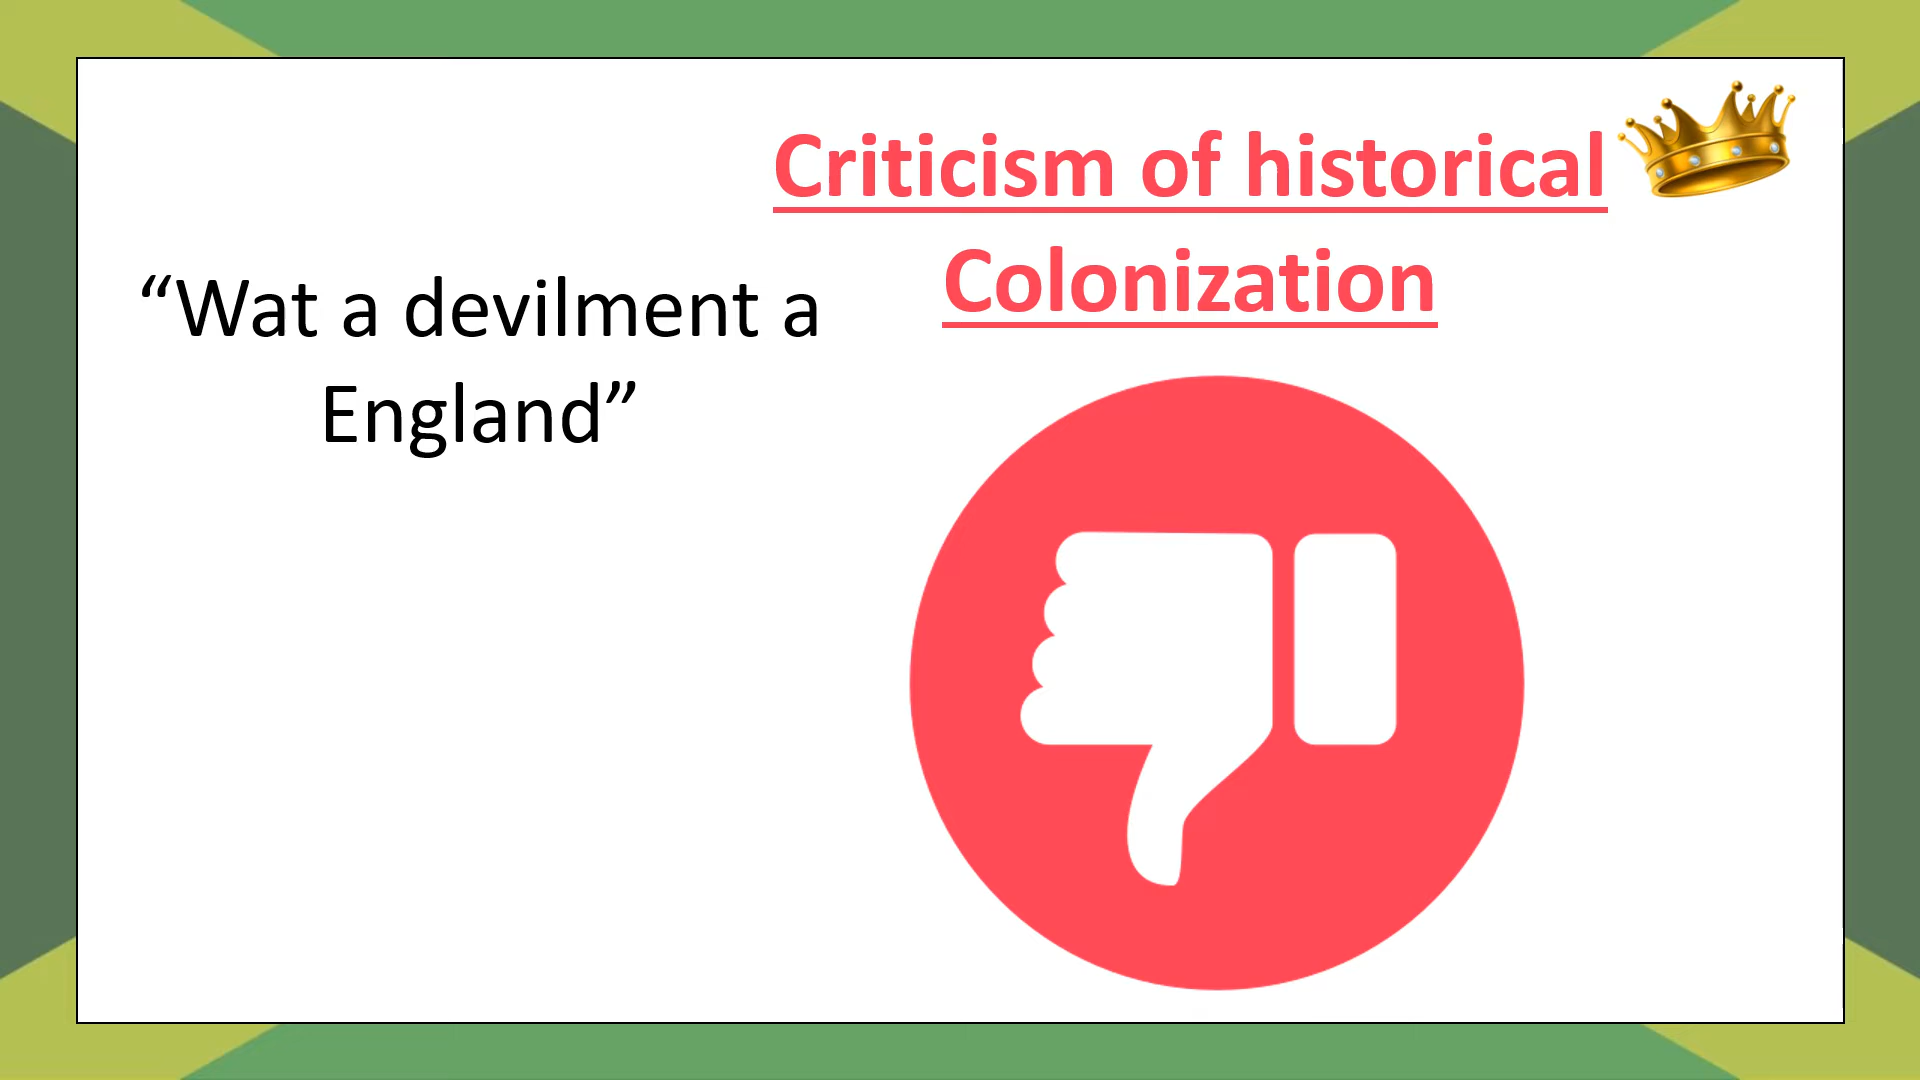 Criticism of historical
Colonization
“Wat a devilment a
England”